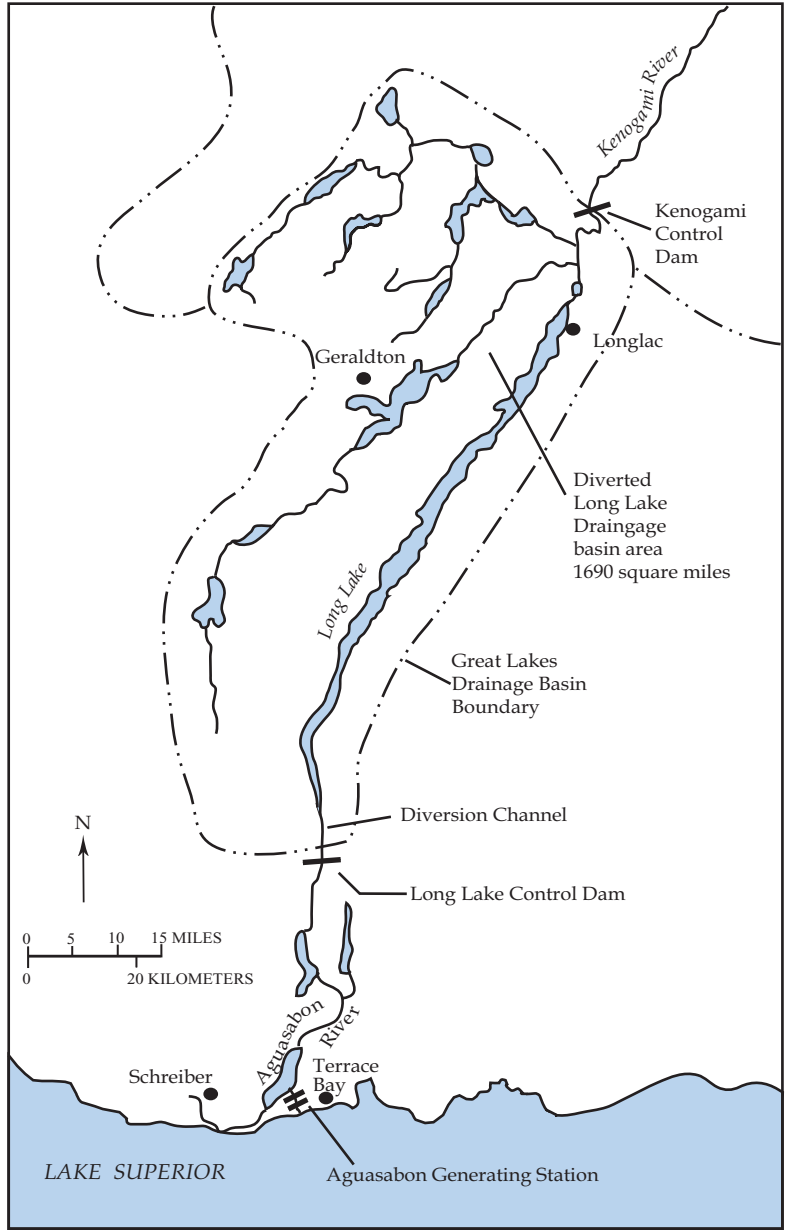 Kenogami River
Kenogami
Control
Dam
Longlac
Geraldton
Diverted
Long Lake
Draingage
basin area
1690 square miles
Long Lake
Great Lakes
Drainage Basin
Boundary
Diversion Channel
N
Long Lake Control Dam
0 5 10 15 MILES
0 20 KILOMETERS
Aguasabon
River
Schreiber
Terrace
Bay
LAKE SUPERIOR
Aguasabon Generating Station